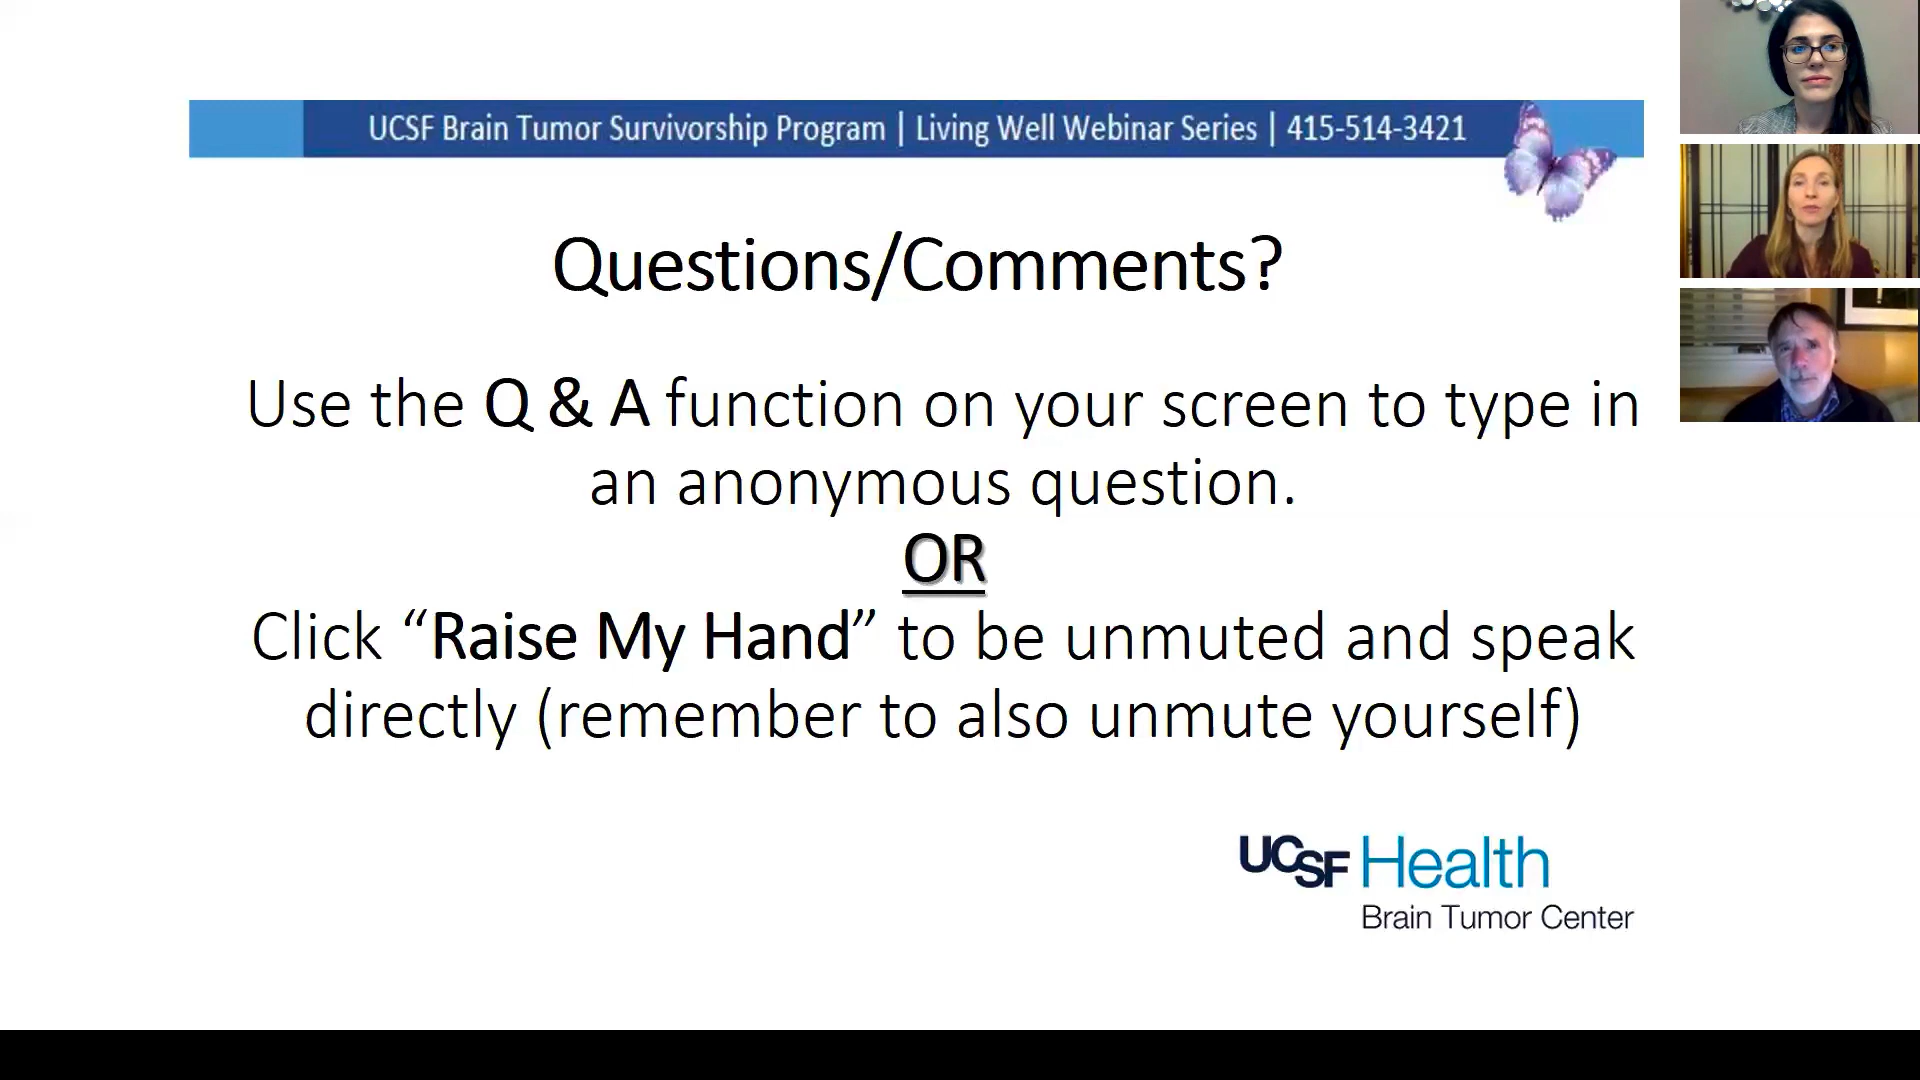 UCSF Brain Tumor Survivorship Program | Living Well Webinar Series | 415-514-3421
Questions/Comments?
Use the Q & A function on your screen to type in
an anonymous question.
OR
Click “Raise My Hand” to be unmuted and speak
directly (remember to also unmute yourself)
UCSF Health
Brain Tumor Center